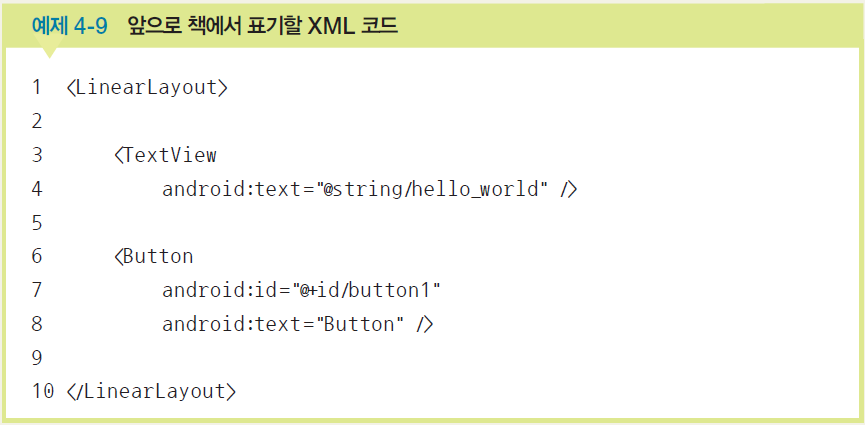 예제 4-9 앞으로 책에서 표기할 XML 코드
1 <LinearLayout>
2
3 <TextView
4 android:text="@string/hello_world" />
5
6 <Button
7 android:id="@+id/button1"
8 android:text="Button" />
9
10 </LinearLayout>